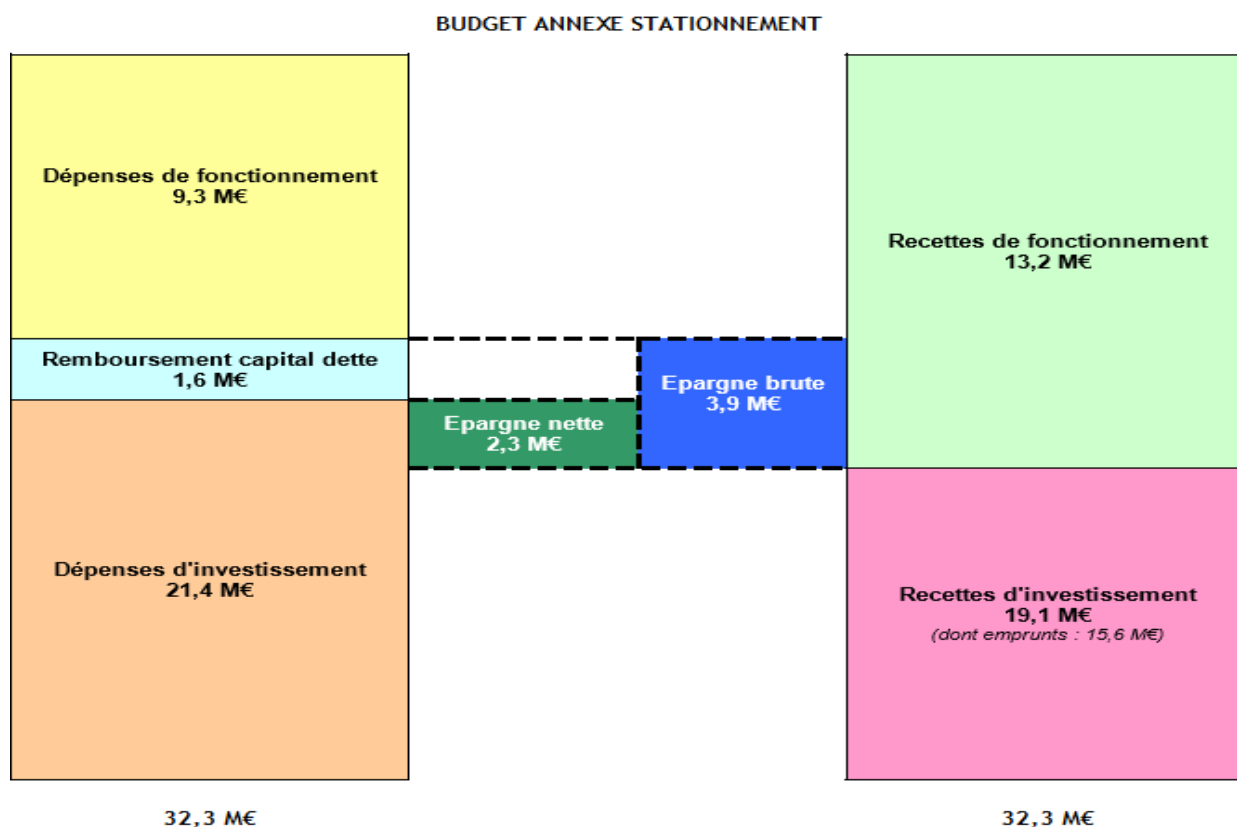 BUDGET ANNEXE STATIONNEMENT
Dépenses de fonctionnement
9,3 M€
Remboursement capital dette
1,6 M€
Dépenses d'investissement
21,4 M€
Epargne nette
2,3 M€
Epargne brute
3,9 M€
Recettes de fonctionnement
13,2 M€
Recettes d'investissement
19,1 M€
(dont emprunts : 15,6 M€)
32,3 M€
32,3 M€